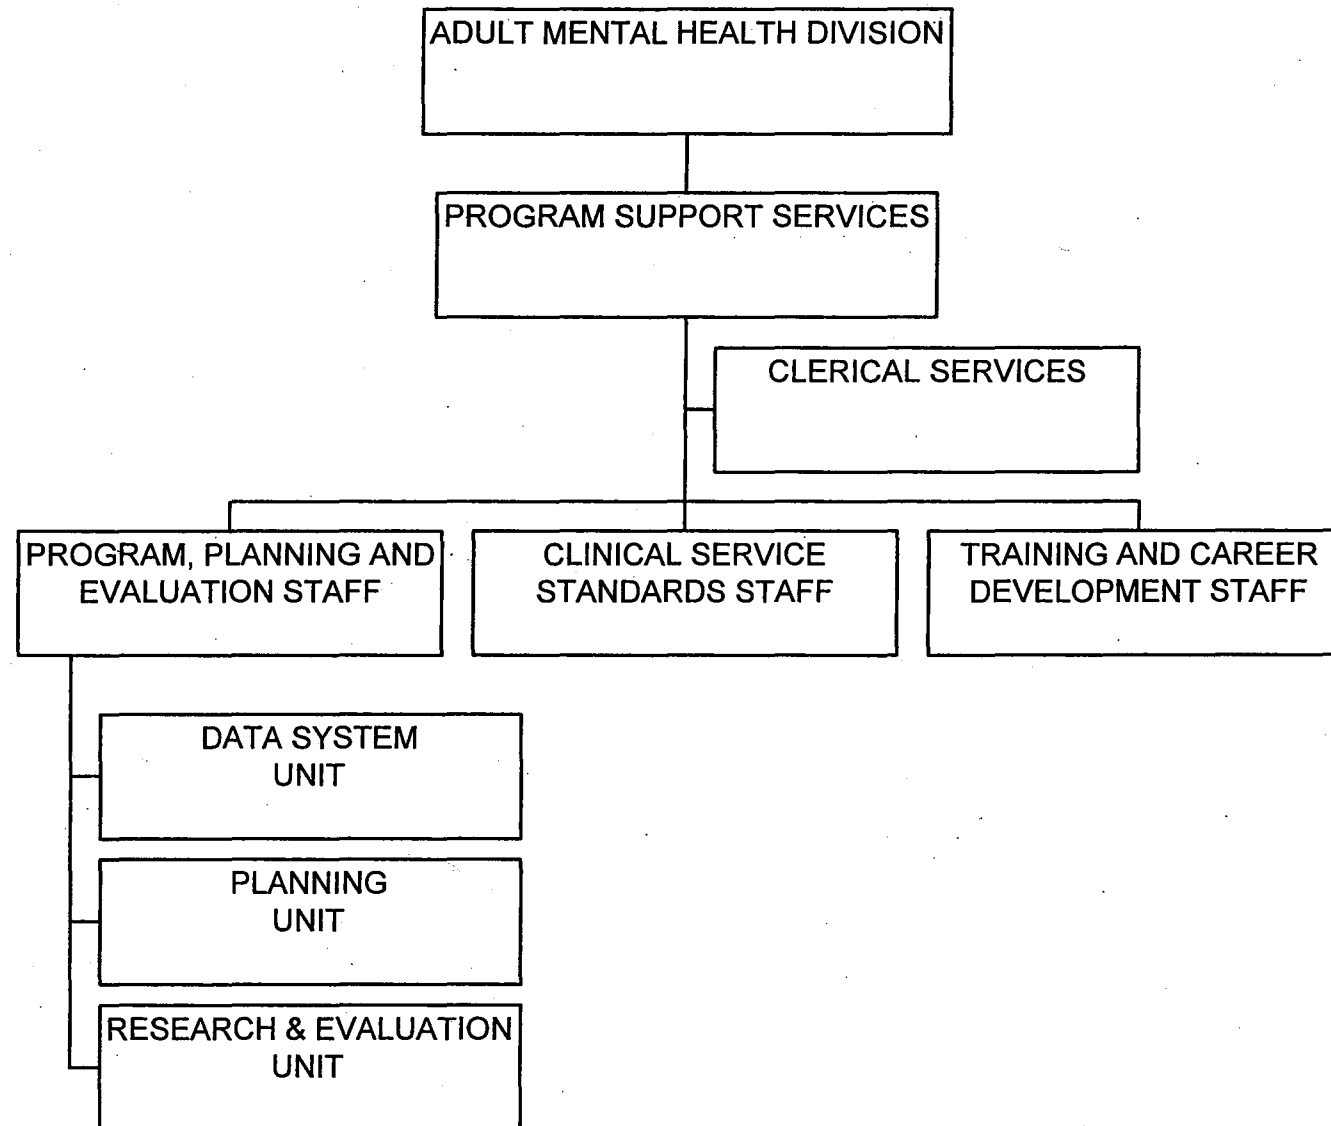 ADULT MENTAL HEALTH DIVISION
PROGRAM SUPPORT SERVICES
CLERICAL SERVICES
PROGRAM, PLANNING AND
EVALUATION STAFF
CLINICAL SERVICE
STANDARDS STAFF
TRAINING AND CAREER
DEVELOPMENT STAFF
DATA SYSTEM
UNIT
PLANNING
UNIT
RESEARCH & EVALUATION
UNIT